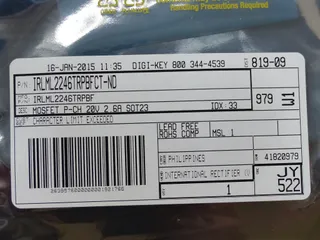 Handling Precautions Required
16-JAN-2015 11:35 DIGI-KEY 800 344-4539
819-09
P/N IRLML2246TRPBFCT-ND
IRLML2246TRPBF
979 W1
DESC MOSFET P-CH 20V 2.6A SOT23 IDX: 33
CHARACTER LIMIT EXCEEDED
LEAD FREE
ROHS COMP MSL 1
PHILIPPINES 41820979
INTERNATIONAL RECTIFIER
JY
1 522